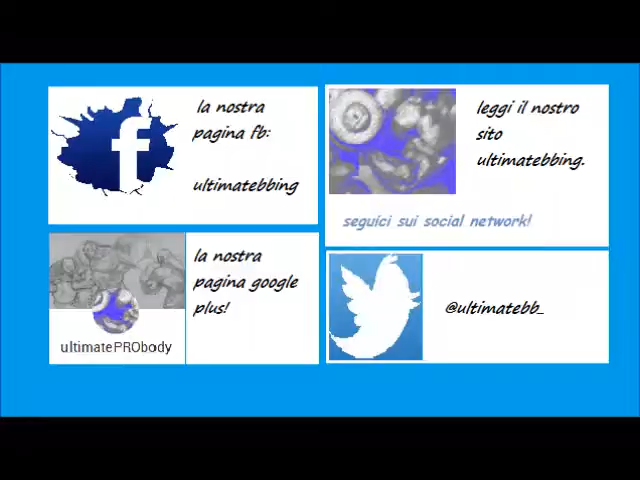 la nostra
pagina fb:
ultimatebbing
leggi il nostro
sito
ultimatebbing.
seguici sui social network!
la nostra
pagina google
plus!
ultimatePRObody
@ultimatebb_